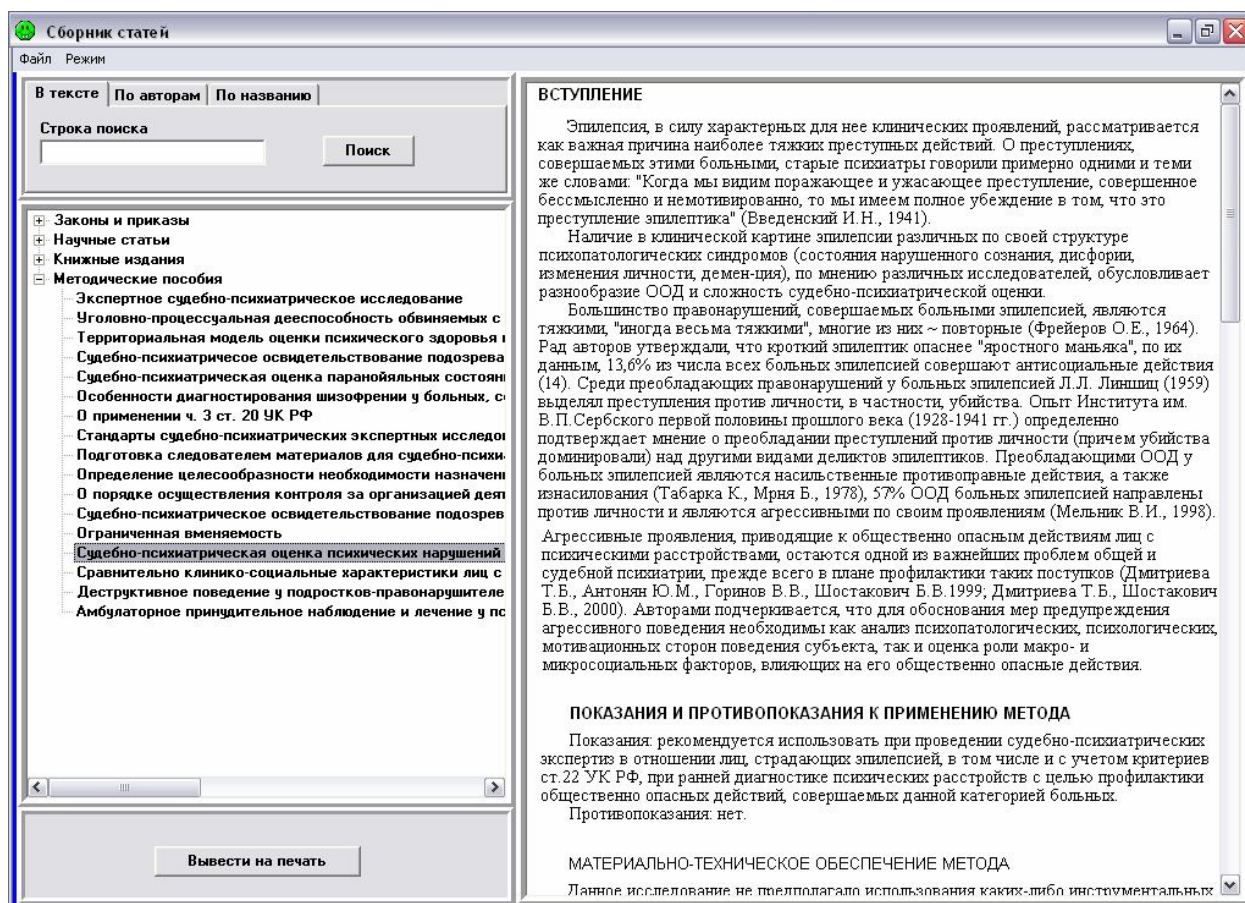 Сборник статей
Файл Режим
В тексте По авторам По названию
Строка поиска
Поиск
Законы и приказы
Научные статьи
Книжные издания
Методические пособия
Экспертное судебно-психиатрическое исследование
Уголовно-процессуальная дееспособность обвиняемых с
Территориальная модель оценки психического здоровья
Судебно-психиатричесое освидетельствование подозрева
Судебно-психиатрическая оценка паранойяльных состоян
Особенности диагностирования шизофрении у больных, с
О применении ч. 3 ст. 20 УК РФ
Стандарты судебно-психиатрических экспертных исследо
Подготовка следователем материалов для судебно-психи
Определение целесообразности необходимости назначен
О порядке осуществления контроля за организацией деят
Судебно-психиатрическое освидетельствование подозрев
Ограниченная вменяемость
Судебно-психиатрическая оценка психических нарушений
Сравнительно клинико-социальные характеристики лиц с
Деструктивное поведение у подростков-правонарушителе
Амбулаторное принудительное наблюдение и лечение у пс
Вывести на печать
ВСТУПЛЕНИЕ
Эпилепсия, в силу характерных для нее клинических проявлений, рассматривается
как важная причина наиболее тяжких преступных действий. О преступлениях,
совершаемых этими больными, старые психиатры говорили примерно одними и теми
же словами: "Когда мы видим поражающее и ужасающее преступление, совершенное
бессмысленно и немотивированно, то мы имеем полное убеждение в том, что это
преступление эпилептика" (Введенский И.Н., 1941).
Наличие в клинической картине эпилепсии различных по своей структуре
психопатологических синдромов (состояния нарушенного сознания, дисфории,
изменения личности, демен-ция), по мнению различных исследователей, обусловливает
разнообразие ООД и сложность судебно-психиатрической оценки.
Большинство правонарушений, совершаемых больными эпилепсией, являются
тяжкими, "иногда весьма тяжкими", многие из них ~ повторные (Фрейеров О.Е., 1964).
Рад авторов утверждали, что кроткий эпилептик опаснее "яростного маньяка", по их
данным, 13,6% из числа всех больных эпилепсией совершают антисоциальные действия
(14). Среди преобладающих правонарушений у больных эпилепсией Л.Л. Линшиц (1959)
выделял преступления против личности, в частности, убийства. Опыт Института им.
В.П.Сербского первой половины прошлого века (1928-1941 гг.) определенно
подтверждает мнение о преобладании преступлений против личности (причем убийства
доминировали) над другими видами деликтов эпилептиков. Преобладающими ООД у
больных эпилепсией являются насильственные противоправные действия, а также
изнасилования (Табарка К., Мрня Б., 1978), 57% ООД больных эпилепсией направлены
против личности и являются агрессивными по своим проявлениям (Мельник В.И., 1998).
Агрессивные проявления, приводящие к общественно опасным действиям лиц с
психическими расстройствами, остаются одной из важнейших проблем общей и
судебной психиатрии, прежде всего в плане профилактики таких поступков (Дмитриева
Т.Б., Антонян Ю.М., Горинов В.В., Шостакович Б.В.1999; Дмитриева Т.Б., Шостакович
Б.В., 2000). Авторами подчеркивается, что для обоснования мер предупреждения
агрессивного поведения необходимы как анализ психопатологических, психологических,
мотивационных сторон поведения субъекта, так и оценка роли макро- и
микросоциальных факторов, влияющих на его общественно опасные действия.
ПОКАЗАНИЯ И ПРОТИВОПОКАЗАНИЯ К ПРИМЕНЕНИЮ МЕТОДА
Показания: рекомендуется использовать при проведении судебно-психиатрических
экспертиз в отношении лиц, страдающих эпилепсией, в том числе и с учетом критериев
ст.22 УК РФ, при ранней диагностике психических расстройств с целью профилактики
общественно опасных действий, совершаемых данной категорией больных.
Противопоказания: нет.
МАТЕРИАЛЬНО-ТЕХНИЧЕСКОЕ ОБЕСПЕЧЕНИЕ МЕТОДА
Данное исследование не предполагало использования каких-либо инструментальных